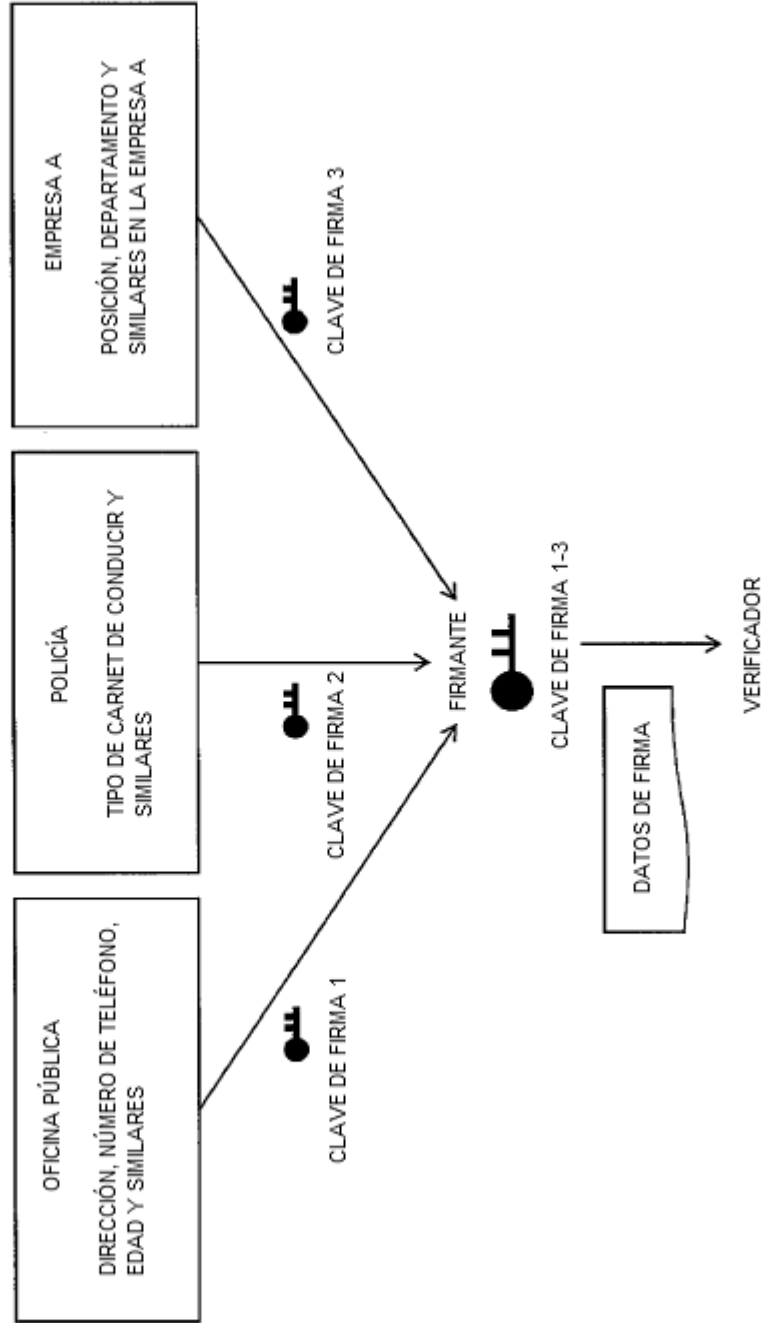 OFICINA PÚBLICA
DIRECCIÓN, NÚMERO DE TELÉFONO,
EDAD Y SIMILARES
POLICÍA
TIPO DE CARNET DE CONDUCIR Y
SIMILARES
EMPRESA A
POSICIÓN, DEPARTAMENTO Y
SIMILARES EN LA EMPRESA A
CLAVE DE FIRMA 1
CLAVE DE FIRMA 2
CLAVE DE FIRMA 3
FIRMANTE
CLAVE DE FIRMA 1-3
DATOS DE FIRMA
VERIFICADOR